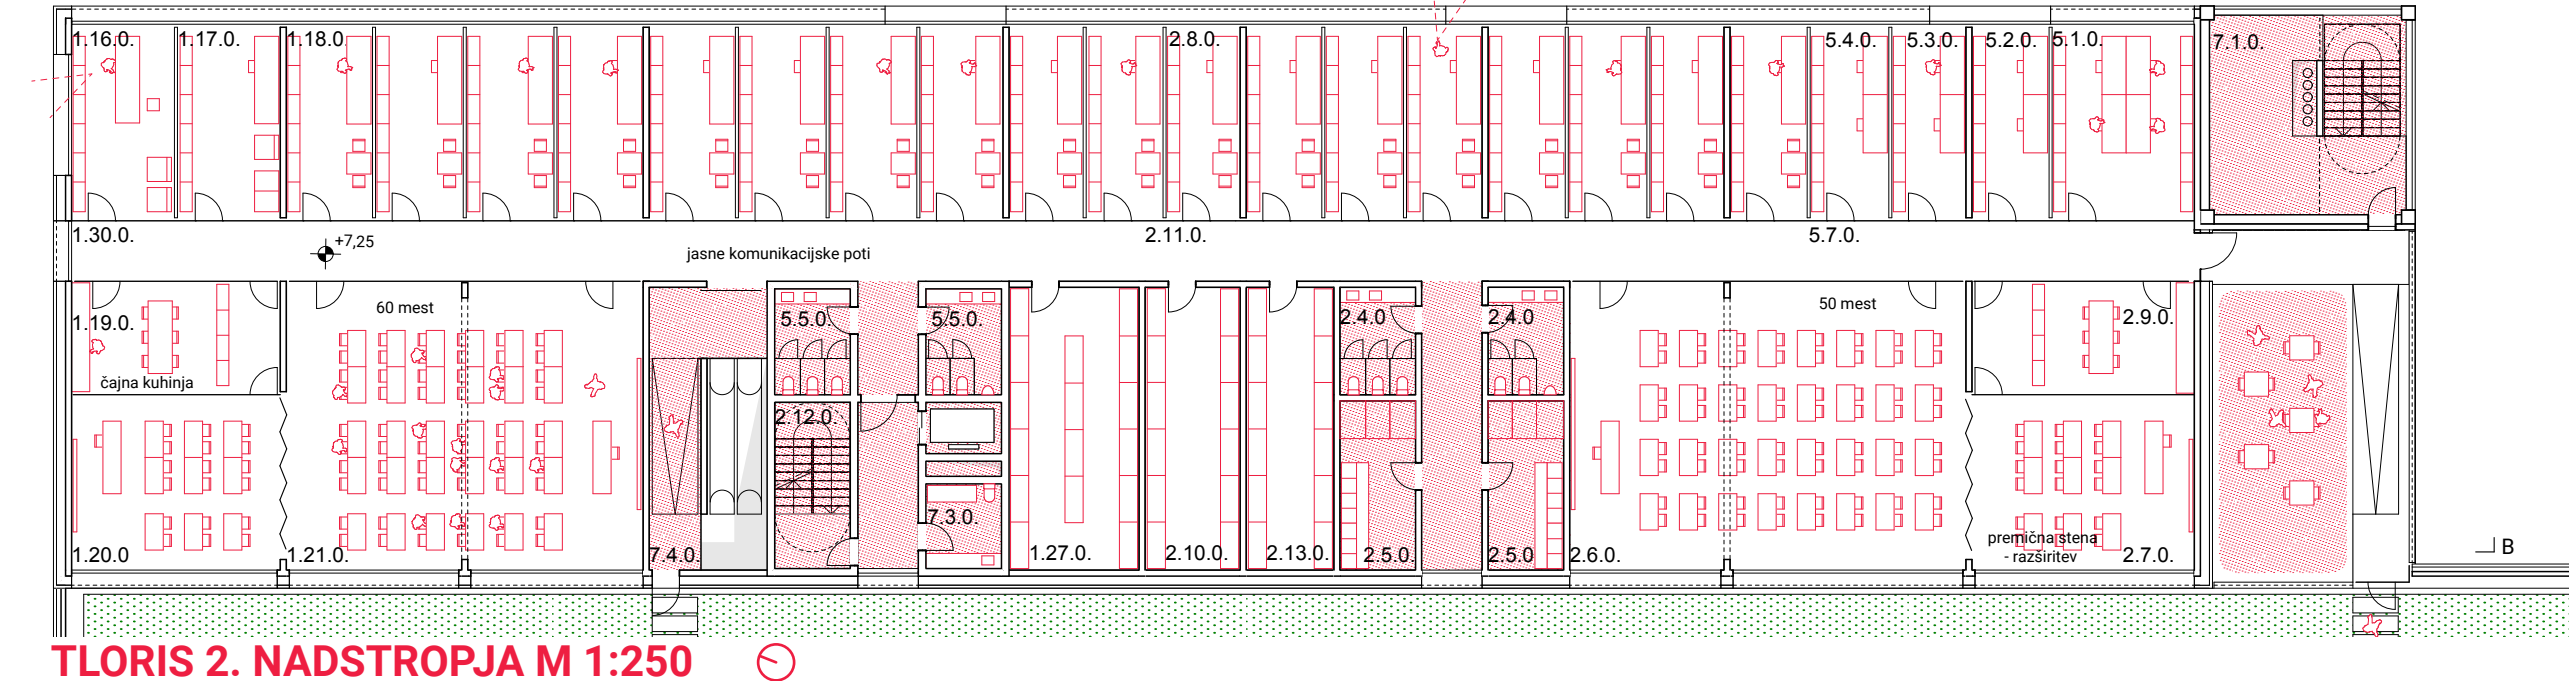 1.16.0. 1.17.0. 1.18.0. 2.8.0. 5.4.0. 5.3.0. 5.2.0. 5.1.0. 7.1.0.
1.30.0. +7,25 jasne komunikacijske poti 2.11.0. 5.7.0.
60 mest 50 mest
1.19.0. 5.5.0. 5.5.0. 2.4.0 2.4.0 2.9.0.
čajna kuhinja
2.12.0.
7.3.0.
premična stena
- razširitev
1.20.0 1.21.0. 7.4.0. 1.27.0. 2.10.0. 2.13.0. 2.5.0. 2.5.0 2.6.0. 2.7.0.
B
TLORIS 2. NADSTROPJA M 1:250